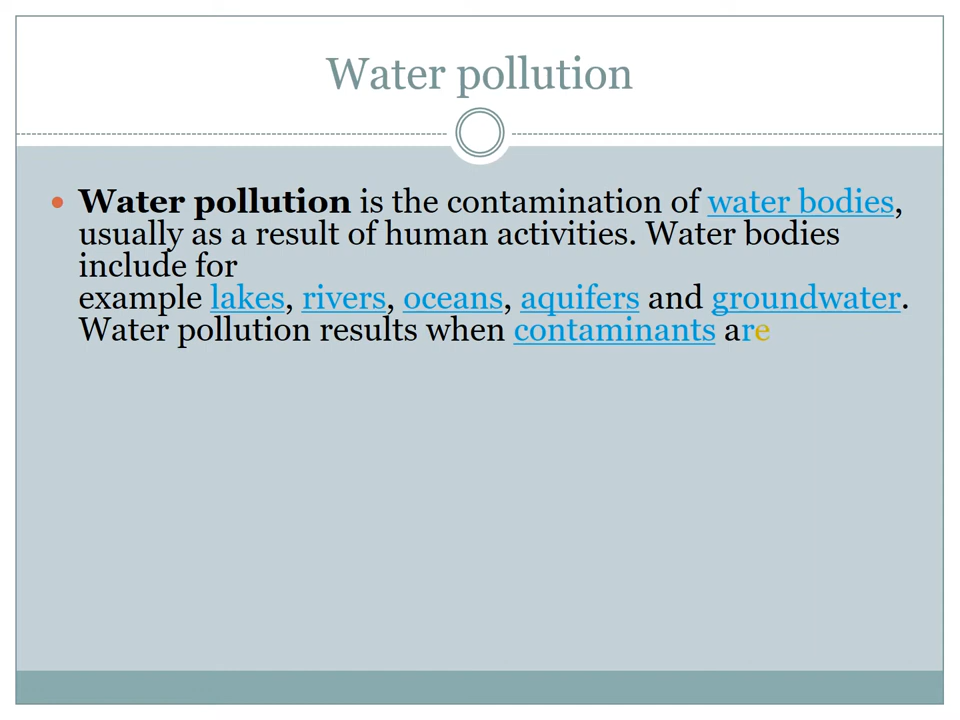 Water pollution
• Water pollution is the contamination of water bodies,
usually as a result of human activities. Water bodies
include for
example lakes, rivers, oceans, aquifers and groundwater.
Water pollution results when contaminants are